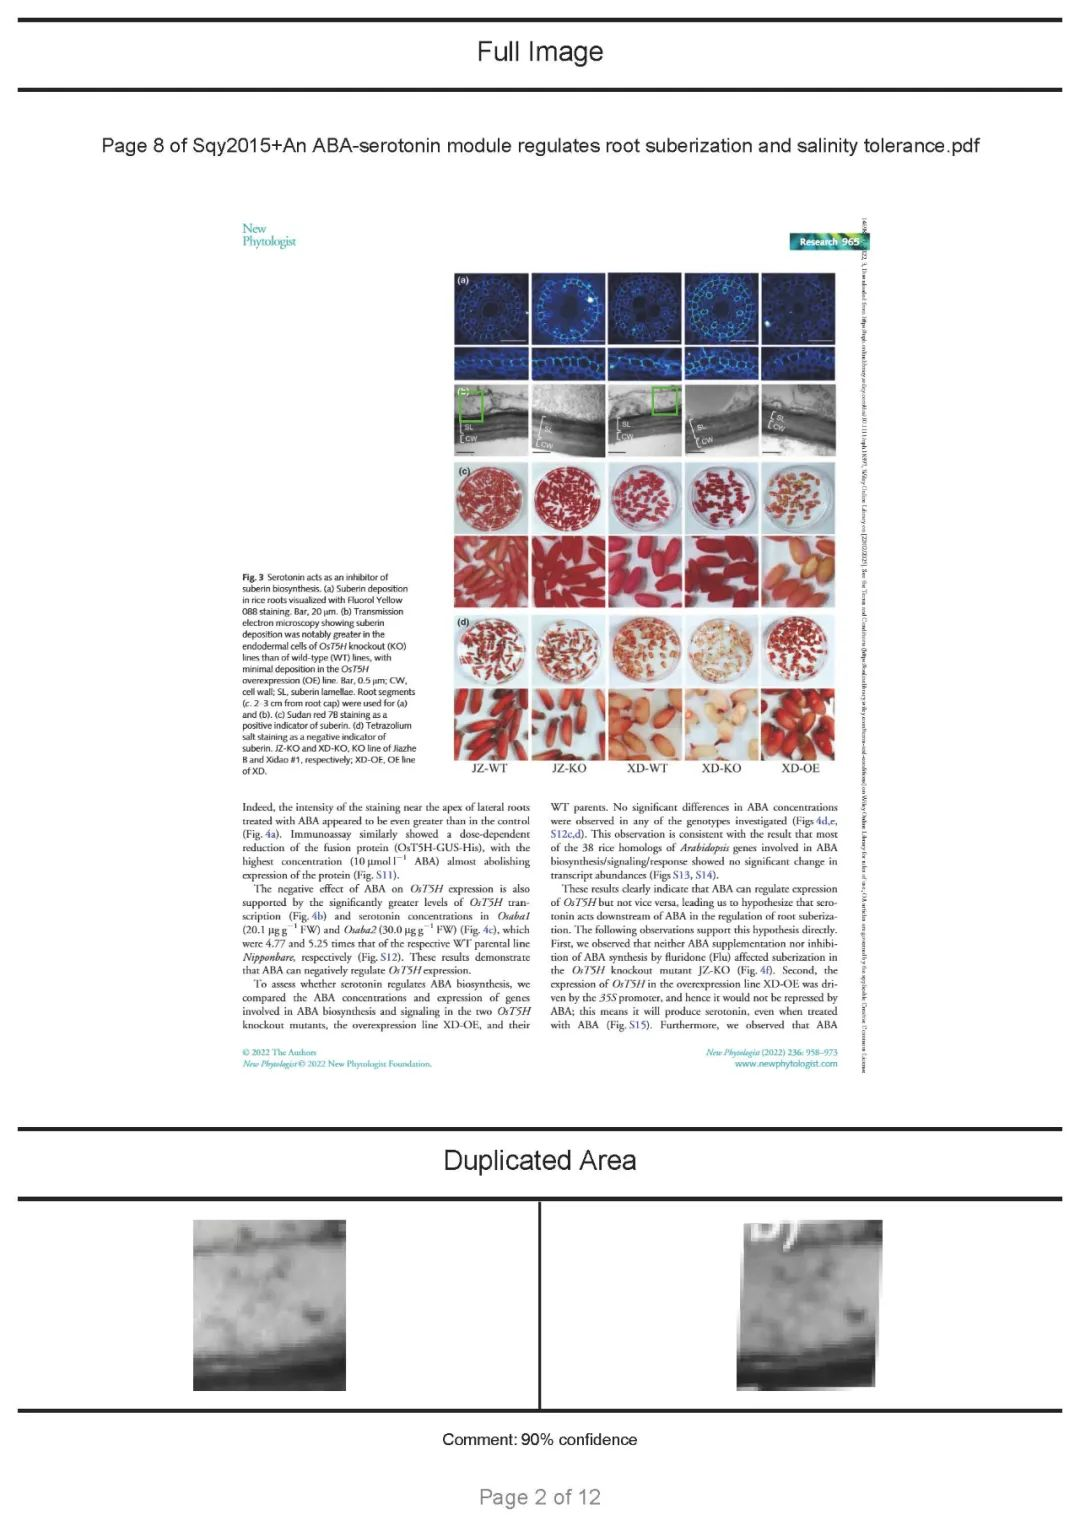 Full Image
Page 8 of Sqy2015+An ABA-serotonin module regulates root suberization and salinity tolerance.pdf
New
Phytologist
Research 965
(a)
(b)
SL
CW
SL
CW
SL
CW
SL
CW
SL
CW
(c)
(d)
JZ-WT JZ-KO XD-WT XD-KO XD-OE
Fig. 3 Serotonin acts as an inhibitor of
suberin biosynthesis. (a) Suberin deposition
in rice roots visualized with Fluorol Yellow
088 staining. Bar, 20 μm. (b) Transmission
electron microscopy showing suberin
deposition was notably greater in the
endodermal cells of OsT5H knockout (KO)
lines than of wild-type (WT) lines, with
minimal deposition in the OsT5H
overexpression (OE) line. Bar, 0.5 μm; CW,
cell wall; SL, suberin lamellae. Root segments
(c. 2–3 cm from root cap) were used for (a)
and (b). (c) Sudan red 7B staining as a
positive indicator of suberin. (d) Tetrazolium
salt staining as a negative indicator of
suberin. JZ-KO and XD-KO, KO line of Jiazhe
B and Xidao #1, respectively; XD-OE, OE line
of XD.
Indeed, the intensity of the staining near the apex of lateral roots
treated with ABA appeared to be even greater than in the control
(Fig. 4a). Immunoassay similarly showed a dose-dependent
reduction of the fusion protein (OsT5H-GUS-His), with the
highest concentration (10 μmol l⁻¹ ABA) almost abolishing
expression of the protein (Fig. S11).
The negative effect of ABA on OsT5H expression is also
supported by the significantly greater levels of OsT5H tran-
scription (Fig. 4b) and serotonin concentrations in Osaba1
(20.1 μg g⁻¹ FW) and Osaba2 (30.0 μg g⁻¹ FW) (Fig. 4c), which
were 4.77 and 5.25 times that of the respective WT parental line
Nipponbare, respectively (Fig. S12). These results demonstrate
that ABA can negatively regulate OsT5H expression.
To assess whether serotonin regulates ABA biosynthesis, we
compared the ABA concentrations and expression of genes
involved in ABA biosynthesis and signaling in the two OsT5H
knockout mutants, the overexpression line XD-OE, and their
WT parents. No significant differences in ABA concentrations
were observed in any of the genotypes investigated (Figs 4d,e,
S12c,d). This observation is consistent with the result that most
of the 38 rice homologs of Arabidopsis genes involved in ABA
biosynthesis/signaling/response showed no significant change in
transcript abundances (Figs S13, S14).
These results clearly indicate that ABA can regulate expression
of OsT5H but not vice versa, leading us to hypothesize that sero-
tonin acts downstream of ABA in the regulation of root suberiza-
tion. The following observations support this hypothesis directly.
First, we observed that neither ABA supplementation nor inhibi-
tion of ABA synthesis by fluridone (Flu) affected suberization in
the OsT5H knockout mutant JZ-KO (Fig. 4f). Second, the
expression of OsT5H in the overexpression line XD-OE was dri-
ven by the 35S promoter, and hence it would not be repressed by
ABA; this means it will produce serotonin, even when treated
with ABA (Fig. S15). Furthermore, we observed that ABA
© 2022 The Authors
New Phytologist © 2022 New Phytologist Foundation.
New Phytologist (2022) 236: 958–973
www.newphytologist.com
Duplicated Area
b)
Comment: 90% confidence
Page 2 of 12